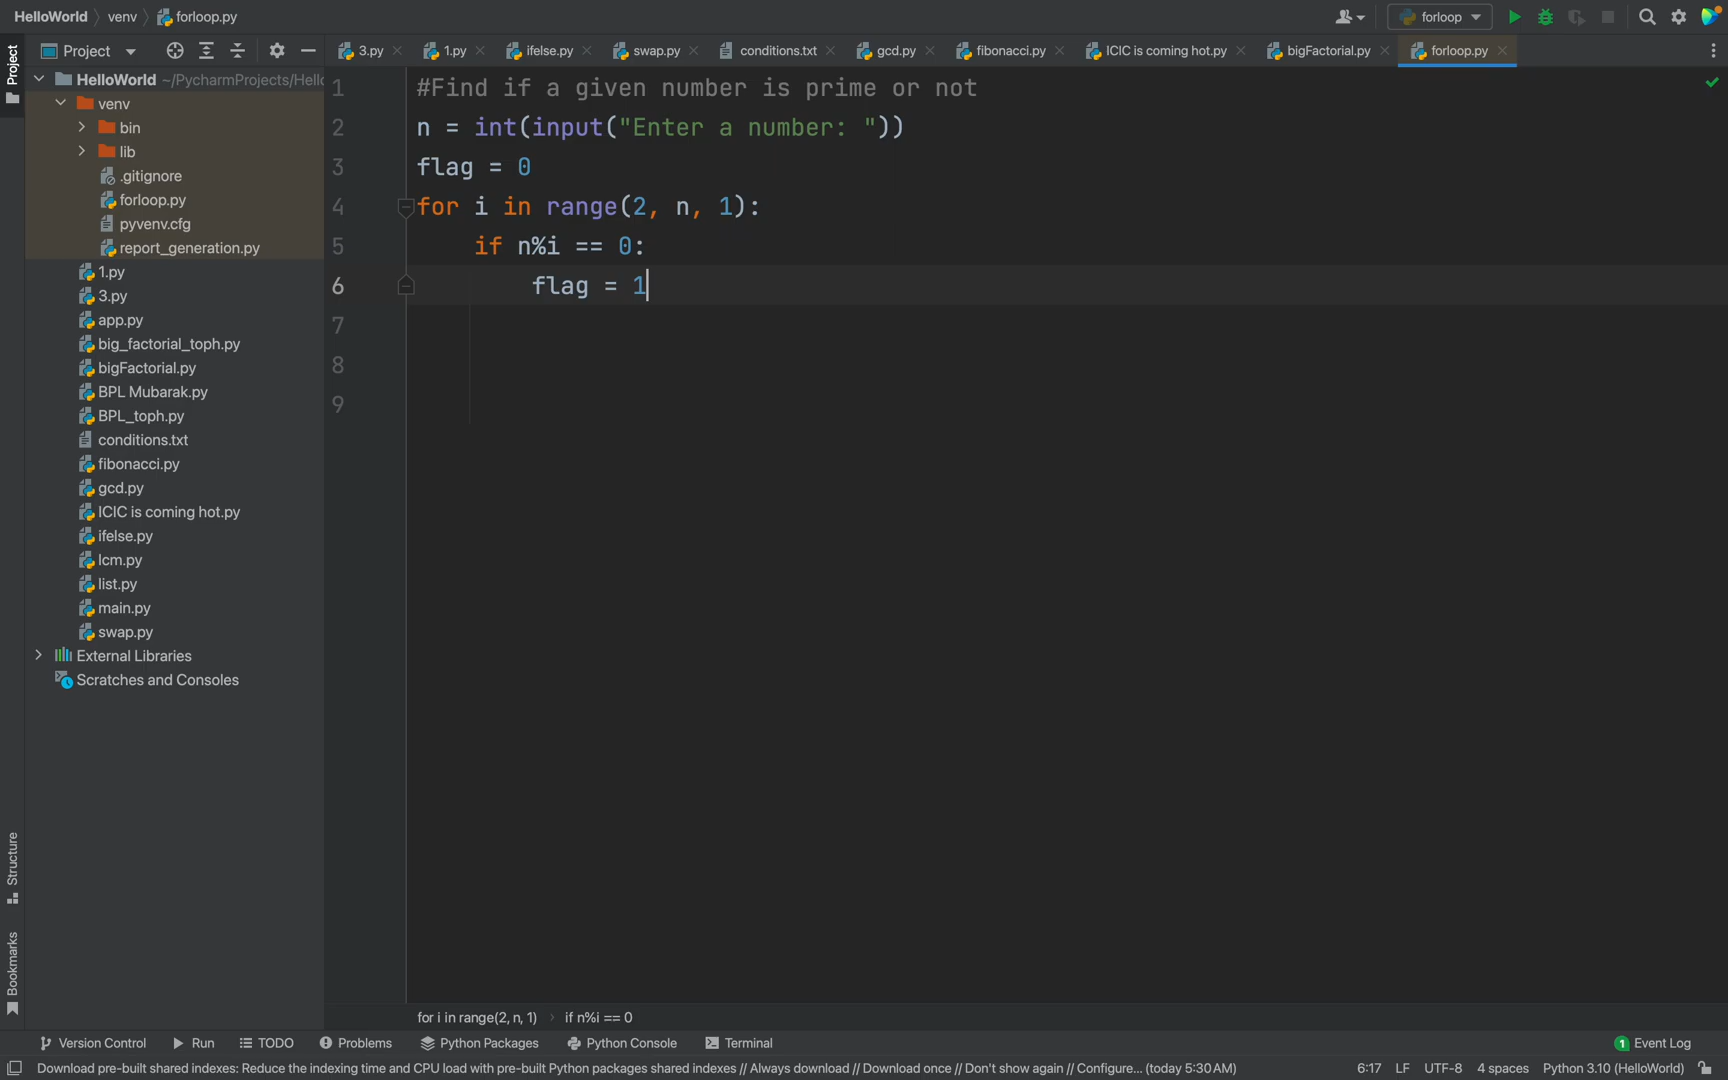 HelloWorld venv forloop.py
forloop
Project
3.py 1.py ifelse.py swap.py conditions.txt gcd.py fibonacci.py ICIC is coming hot.py bigFactorial.py forloop.py
Project
HelloWorld ~/PycharmProjects/Hello
venv
bin
lib
.gitignore
forloop.py
pyvenv.cfg
report_generation.py
1.py
3.py
app.py
big_factorial_toph.py
bigFactorial.py
BPL Mubarak.py
BPL_toph.py
conditions.txt
fibonacci.py
gcd.py
ICIC is coming hot.py
ifelse.py
lcm.py
list.py
main.py
swap.py
External Libraries
Scratches and Consoles
1 #Find if a given number is prime or not
2 n = int(input("Enter a number: "))
3 flag = 0
4 for i in range(2, n, 1):
5 if n%i == 0:
6 flag = 1
7
8
9
Structure
Bookmarks
for i in range(2, n, 1) if n%i == 0
Version Control Run TODO Problems Python Packages Python Console Terminal 1 Event Log
Download pre-built shared indexes: Reduce the indexing time and CPU load with pre-built Python packages shared indexes // Always download // Download once // Don't show again // Configure... (today 5:30 AM) 6:17 LF UTF-8 4 spaces Python 3.10 (HelloWorld)